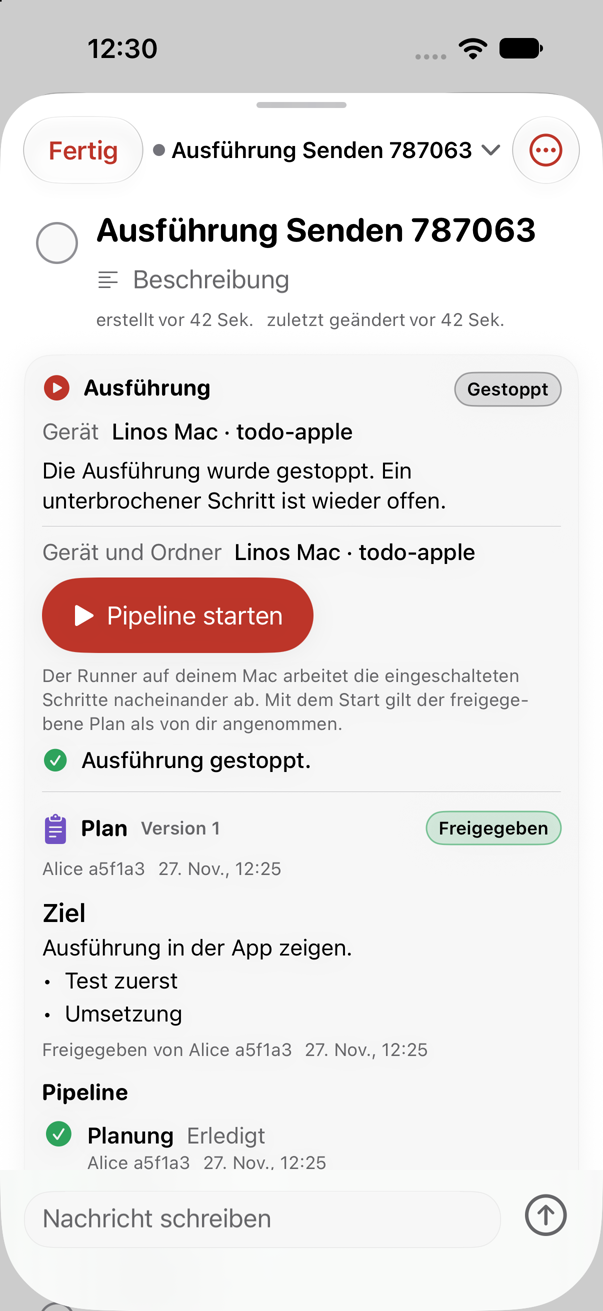 12:30
Fertig
Ausführung Senden 787063
Ausführung Senden 787063
Beschreibung
erstellt vor 42 Sek. zuletzt geändert vor 42 Sek.
Ausführung
Gestoppt
Gerät Linos Mac · todo-apple
Die Ausführung wurde gestoppt. Ein
unterbrochener Schritt ist wieder offen.
Gerät und Ordner Linos Mac · todo-apple
Pipeline starten
Der Runner auf deinem Mac arbeitet die eingeschalteten
Schritte nacheinander ab. Mit dem Start gilt der freigege-
bene Plan als von dir angenommen.
Ausführung gestoppt.
Plan Version 1
Freigegeben
Alice a5f1a3 27. Nov., 12:25
Ziel
Ausführung in der App zeigen.
• Test zuerst
• Umsetzung
Freigegeben von Alice a5f1a3 27. Nov., 12:25
Pipeline
Planung Erledigt
Alice a5f1a3 27. Nov., 12:25
Nachricht schreiben